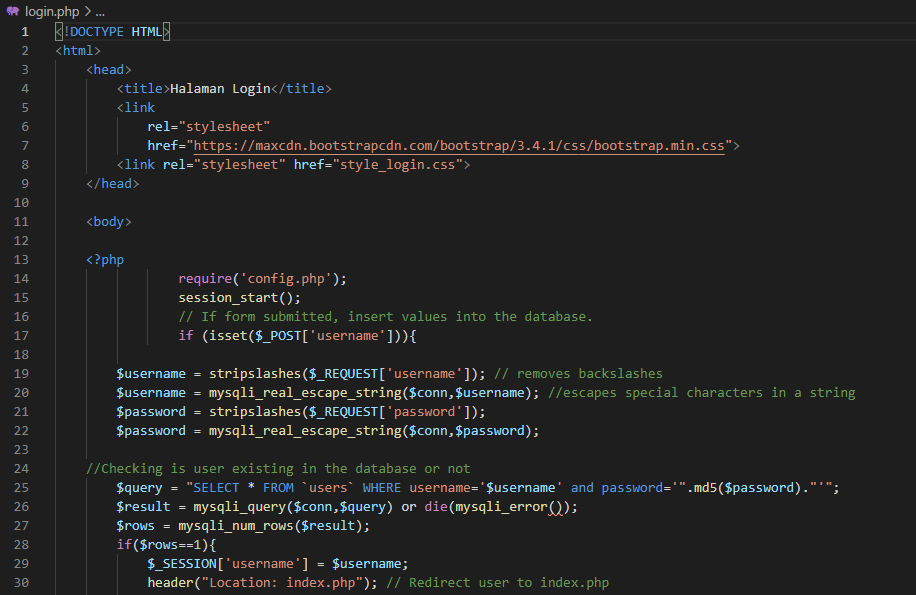 login.php > ...
1 <!DOCTYPE HTML>
2 <html>
3     <head>
4         <title>Halaman Login</title>
5         <link
6             rel="stylesheet"
7             href="https://maxcdn.bootstrapcdn.com/bootstrap/3.4.1/css/bootstrap.min.css">
8         <link rel="stylesheet" href="style_login.css">
9     </head>
10
11     <body>
12
13     <?php
14                 require('config.php');
15                 session_start();
16                 // If form submitted, insert values into the database.
17                 if (isset($_POST['username'])){
18
19         $username = stripslashes($_REQUEST['username']); // removes backslashes
20         $username = mysqli_real_escape_string($conn,$username); //escapes special characters in a string
21         $password = stripslashes($_REQUEST['password']);
22         $password = mysqli_real_escape_string($conn,$password);
23
24     //Checking is user existing in the database or not
25         $query = "SELECT * FROM `users` WHERE username='$username' and password='".md5($password)."'";
26         $result = mysqli_query($conn,$query) or die(mysqli_error());
27         $rows = mysqli_num_rows($result);
28         if($rows==1){
29             $_SESSION['username'] = $username;
30             header("Location: index.php"); // Redirect user to index.php